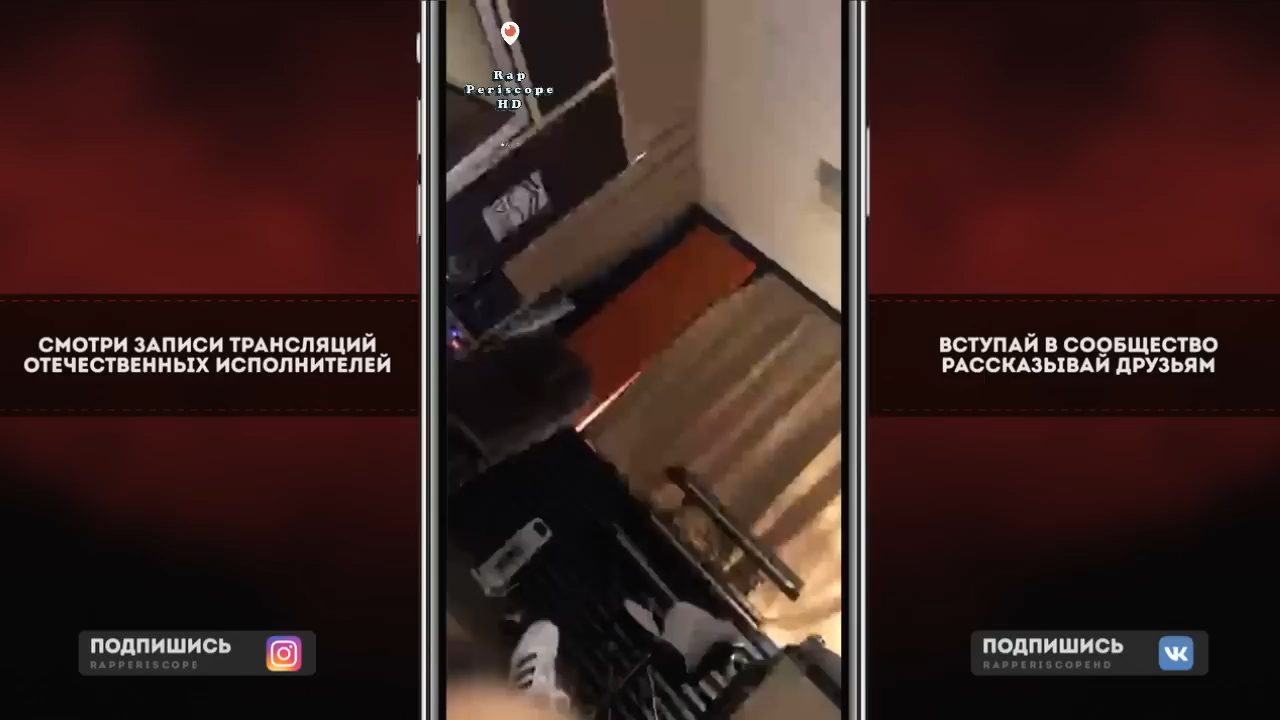 Rap
Periscope
HD
СМОТРИ ЗАПИСИ ТРАНСЛЯЦИЙ
ОТЕЧЕСТВЕННЫХ ИСПОЛНИТЕЛЕЙ
ВСТУПАЙ В СООБЩЕСТВО
РАССКАЗЫВАЙ ДРУЗЬЯМ
ПОДПИШИСЬ
RAPPERISCOPE
ПОДПИШИСЬ
RAPPERISCOPEHD